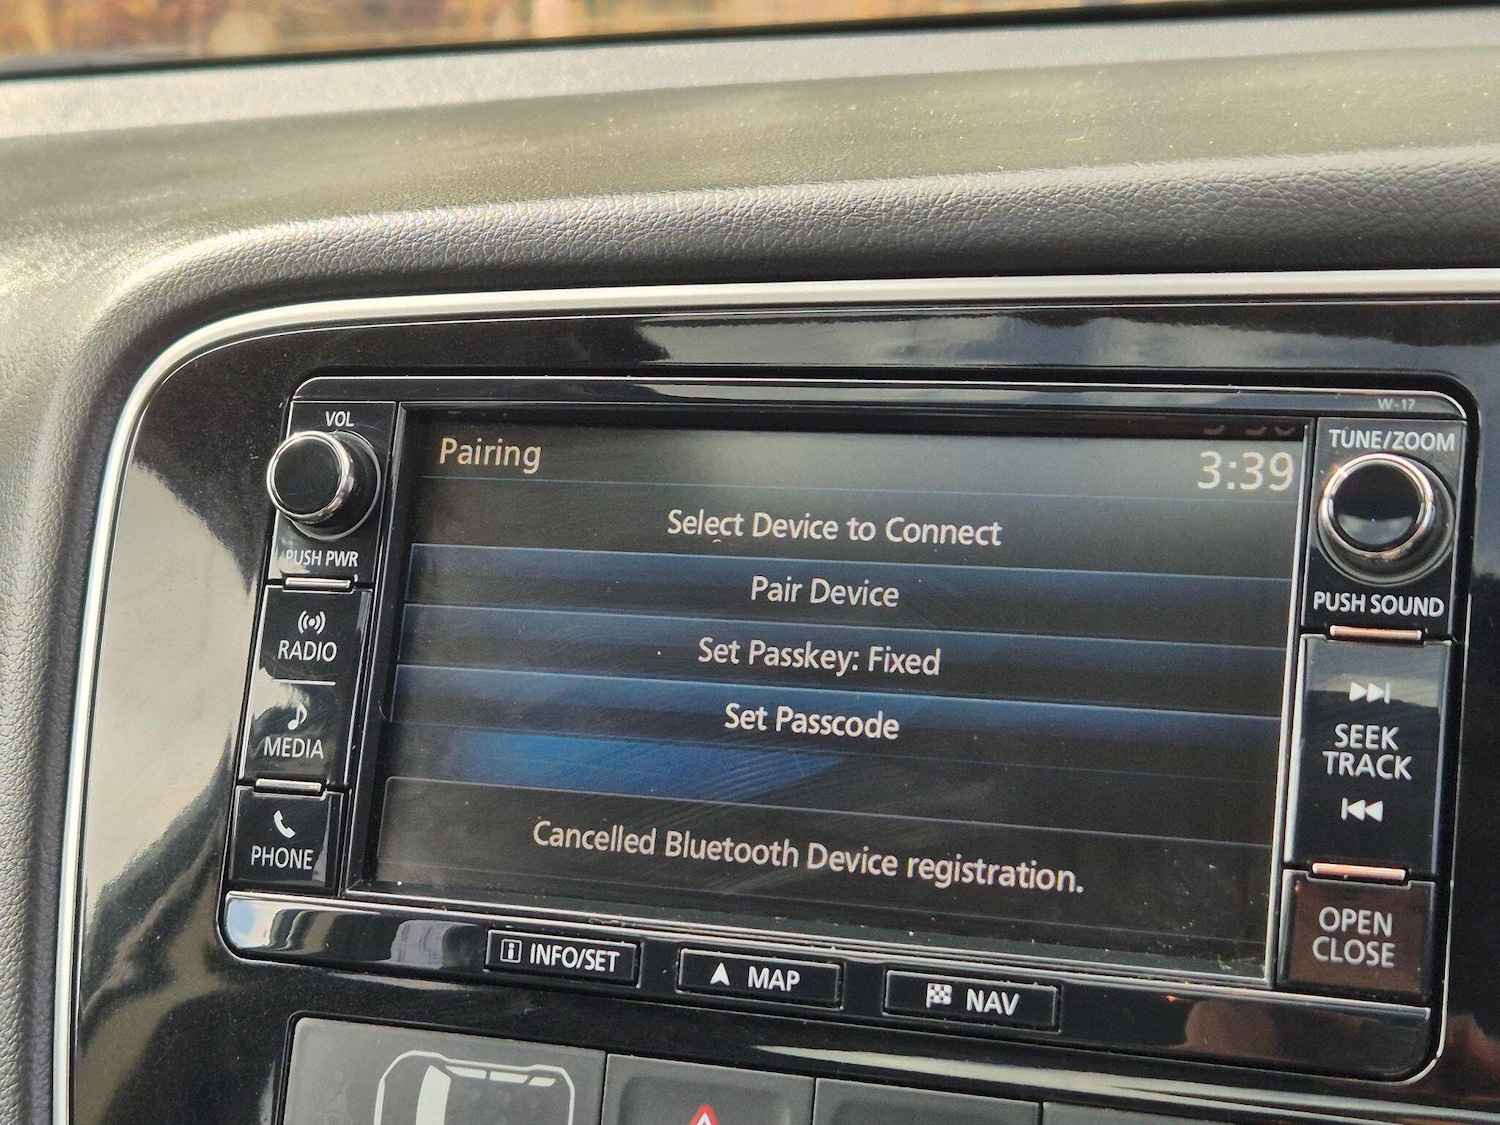 W-17
VOL
PUSH PWR
RADIO
MEDIA
PHONE
Pairing
3:39
Select Device to Connect
Pair Device
Set Passkey: Fixed
Set Passcode
Cancelled Bluetooth Device registration.
TUNE/ZOOM
PUSH SOUND
SEEK
TRACK
OPEN
CLOSE
INFO/SET
MAP
NAV